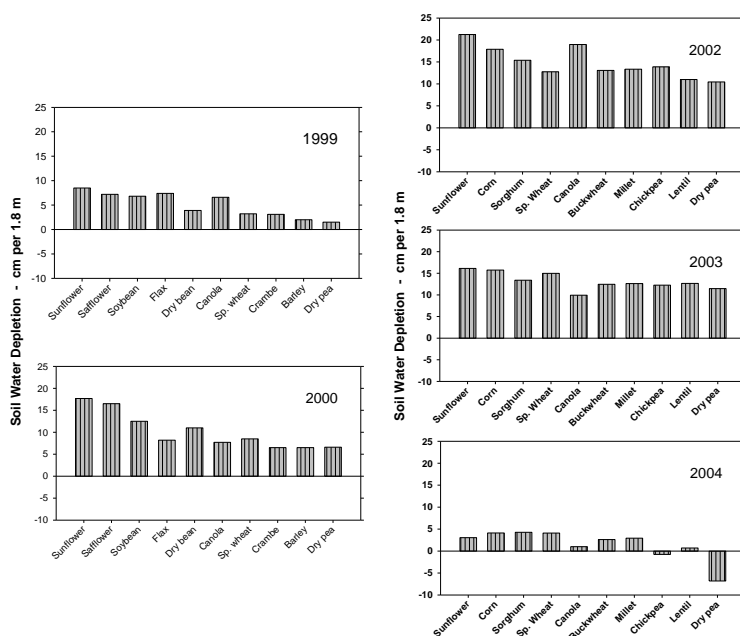 Soil Water Depletion - cm per 1.8 m
1999
25
20
15
10
5
0
-5
-10
Sunflower
Safflower
Soybean
Flax
Dry bean
Canola
Sp. wheat
Crambe
Barley
Dry pea
2000
25
20
15
10
5
0
-5
-10
Sunflower
Safflower
Soybean
Flax
Dry bean
Canola
Sp. wheat
Crambe
Barley
Dry pea
Soil Water Depletion - cm per 1.8 m
2002
25
20
15
10
5
0
-5
-10
Sunflower
Corn
Sorghum
Sp. Wheat
Canola
Buckwheat
Millet
Chickpea
Lentil
Dry pea
2003
25
20
15
10
5
0
-5
-10
Sunflower
Corn
Sorghum
Sp. Wheat
Canola
Buckwheat
Millet
Chickpea
Lentil
Dry pea
2004
25
20
15
10
5
0
-5
-10
Sunflower
Corn
Sorghum
Sp. Wheat
Canola
Buckwheat
Millet
Chickpea
Lentil
Dry pea